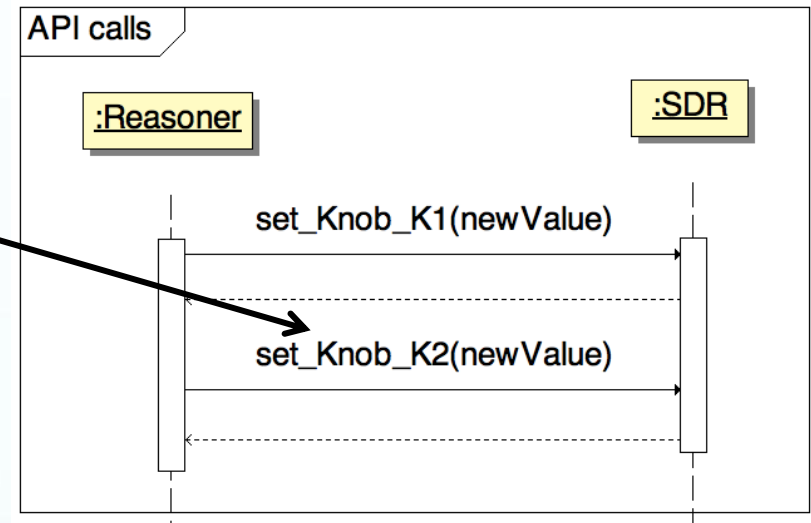 API calls
:Reasoner
:SDR
set_Knob_K1(newValue)
set_Knob_K2(newValue)